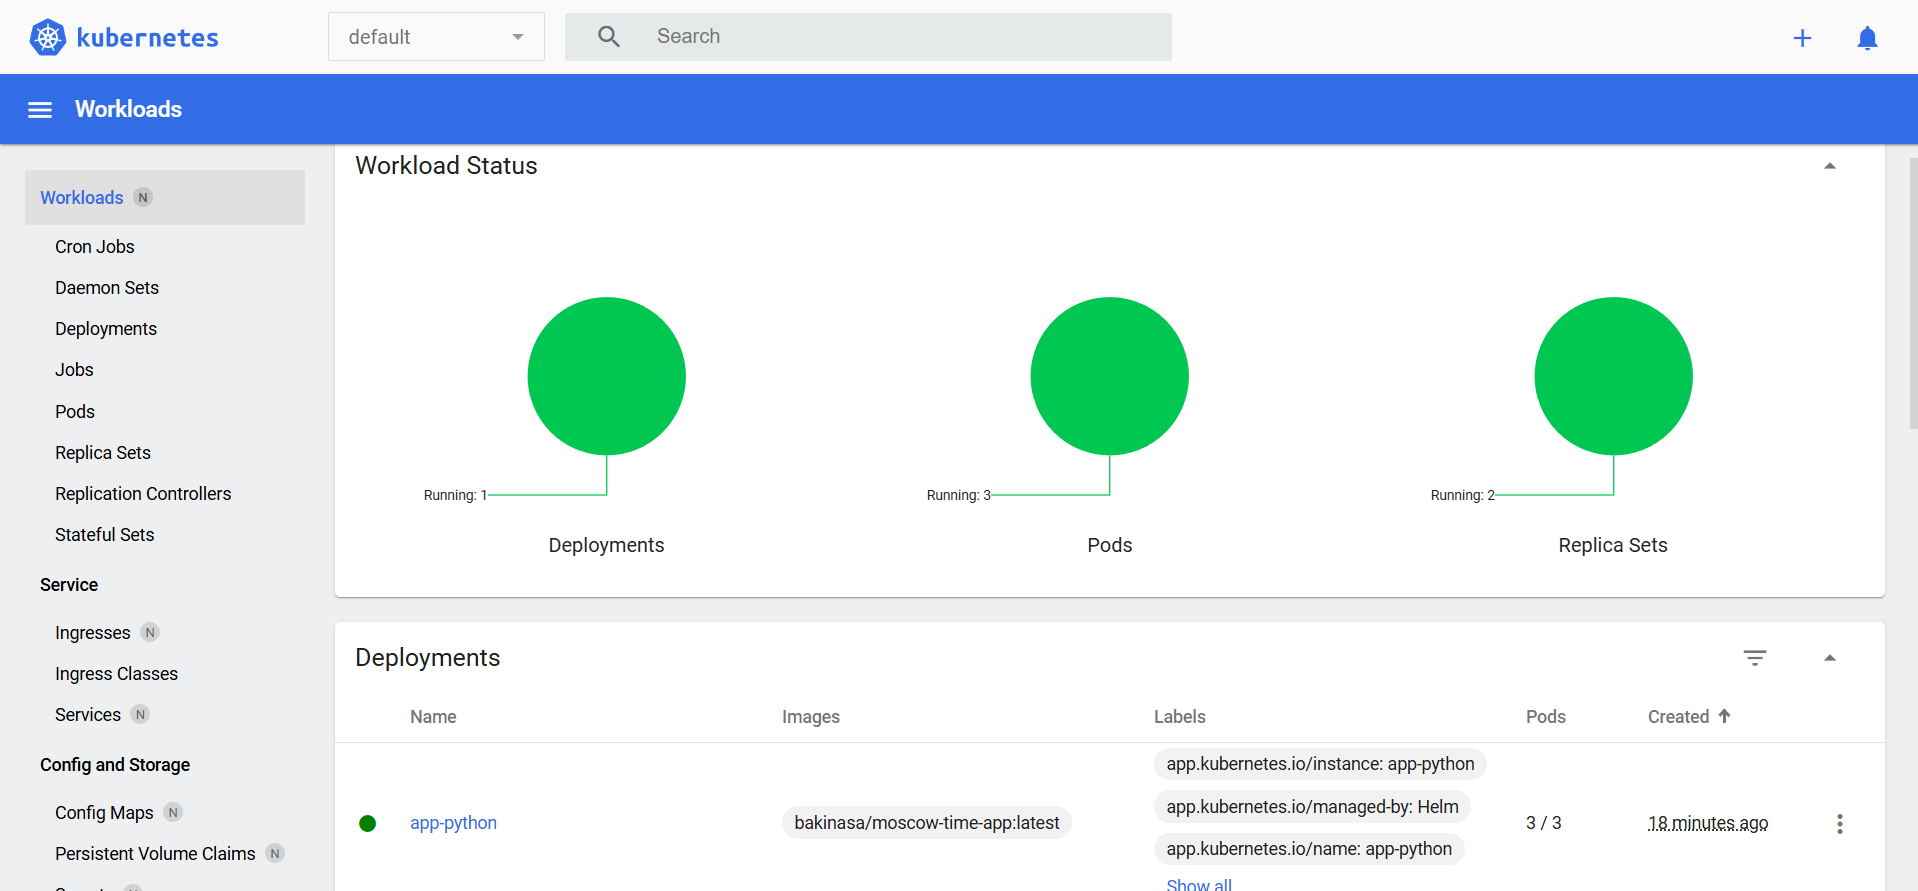 kubernetes
default
Search
Workloads
Workloads N
Cron Jobs
Daemon Sets
Deployments
Jobs
Pods
Replica Sets
Replication Controllers
Stateful Sets
Service
Ingresses N
Ingress Classes
Services N
Config and Storage
Config Maps N
Persistent Volume Claims N
Workload Status
Running: 1
Running: 3
Running: 2
Deployments
Pods
Replica Sets
Deployments
Name Images Labels Pods Created
app-python
bakinasa/moscow-time-app:latest
app.kubernetes.io/instance: app-python
app.kubernetes.io/managed-by: Helm
app.kubernetes.io/name: app-python
Show all
3 / 3
18 minutes ago